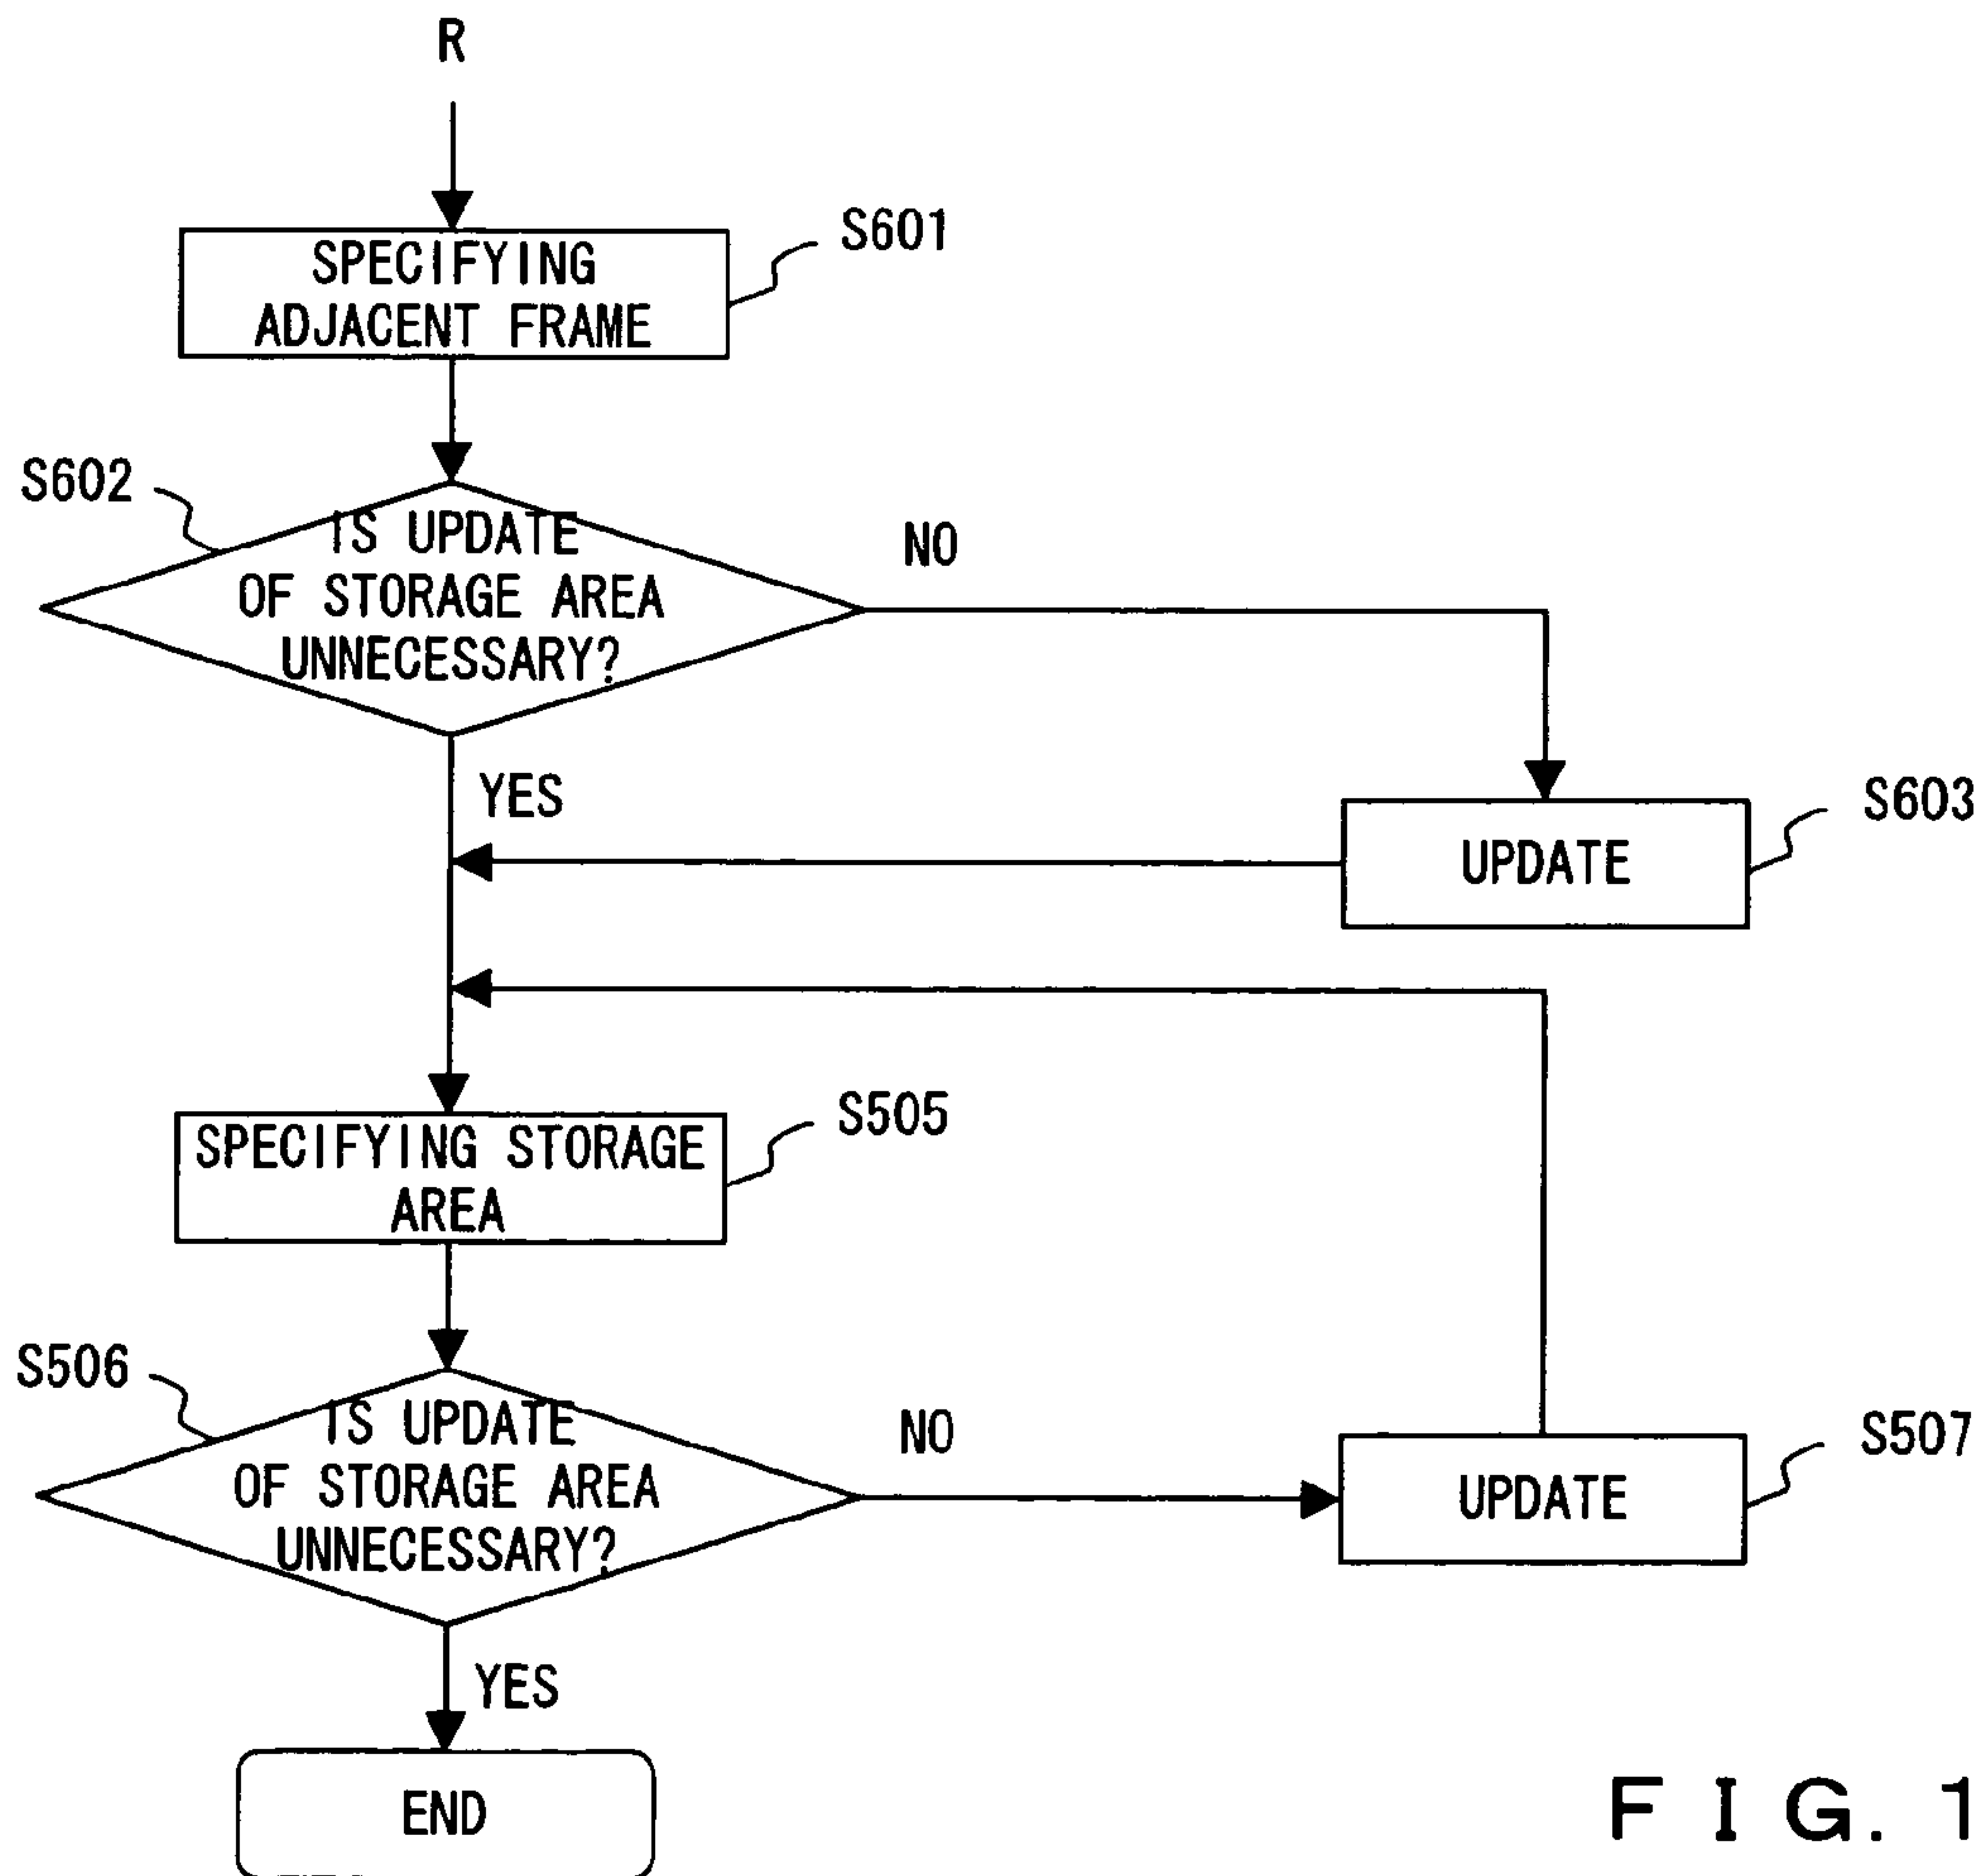 R
S601
SPECIFYING
ADJACENT FRAME
S602
IS UPDATE
OF STORAGE AREA
UNNECESSARY?
NO
YES
S603
UPDATE
S505
SPECIFYING STORAGE
AREA
S506
IS UPDATE
OF STORAGE AREA
UNNECESSARY?
NO
S507
UPDATE
YES
END
FIG. 1